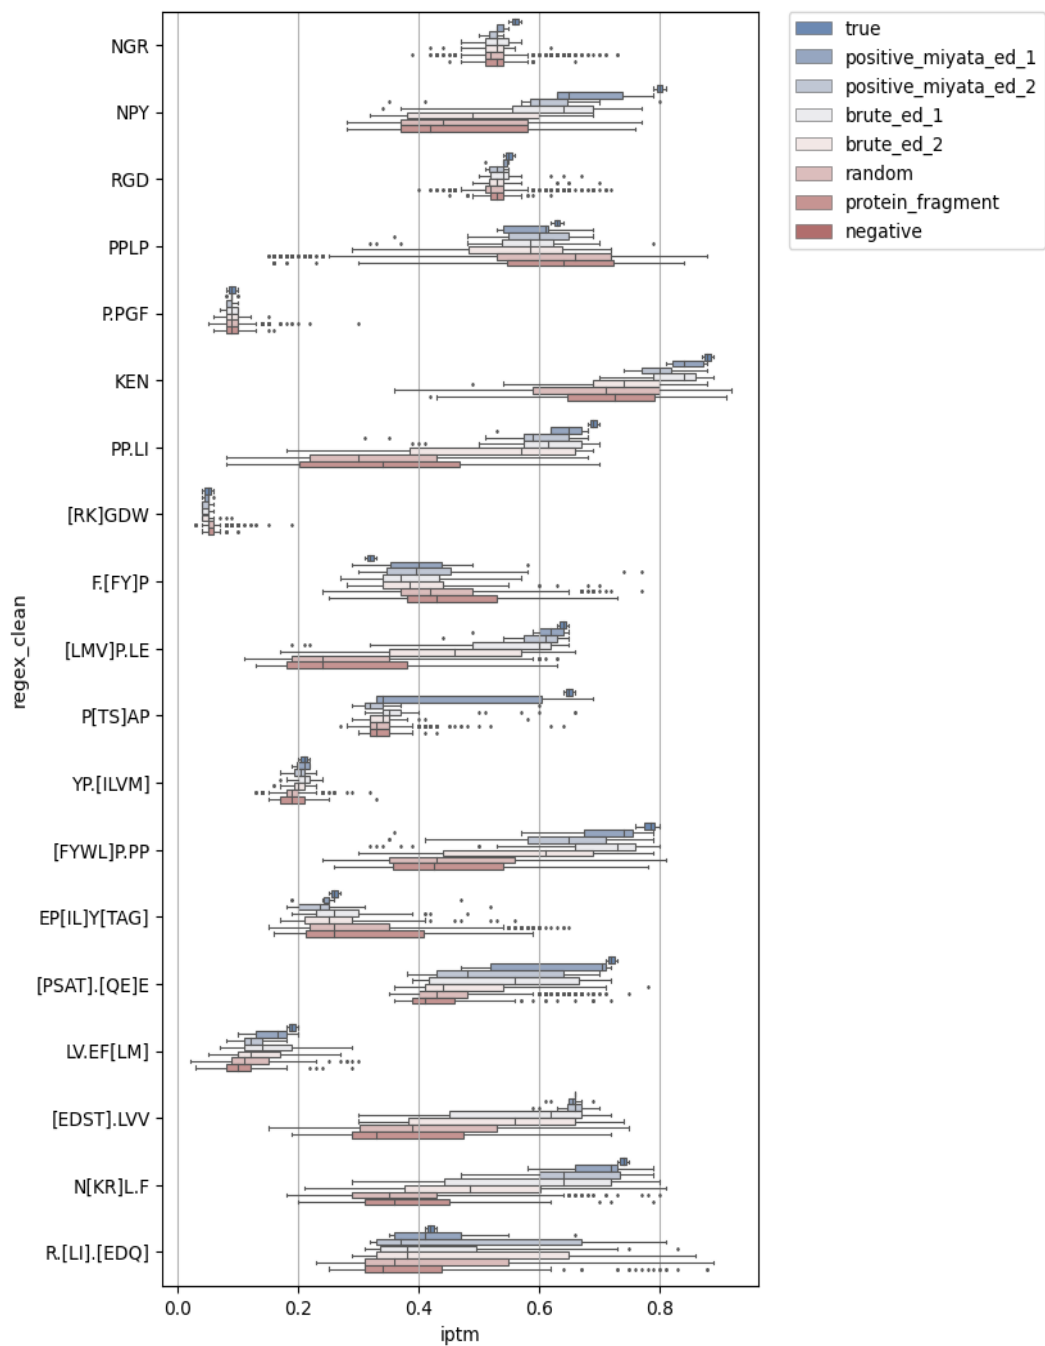 NGR
NPY
RGD
PPLP
P.PGF
KEN
PP.LI
[RK]GDW
F.[FY]P
[LMV]P.LE
P[TS]AP
YP.[ILVM]
[FYWL]P.PP
EP[IL]Y[TAG]
[PSAT].[QE]E
LV.EF[LM]
[EDST].LVV
N[KR]L.F
R.[LI].[EDQ]
regex_clean
0.0 0.2 0.4 0.6 0.8
iptm
true
positive_miyata_ed_1
positive_miyata_ed_2
brute_ed_1
brute_ed_2
random
protein_fragment
negative